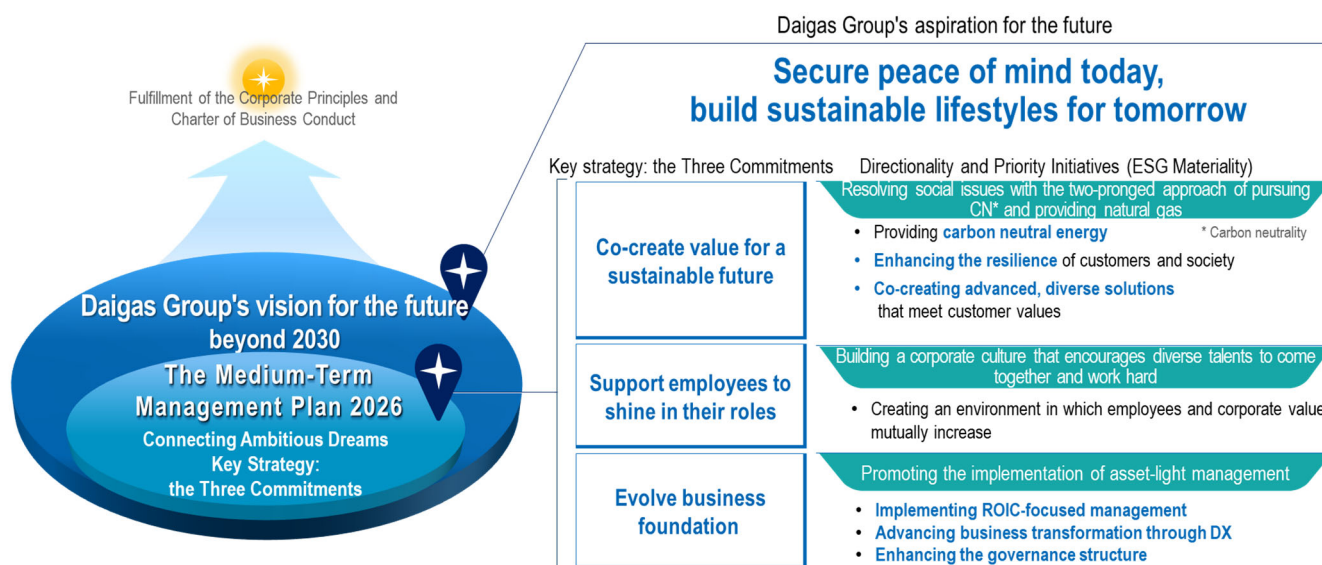 Fulfillment of the Corporate Principles and
Charter of Business Conduct
Daigas Group's vision for the future
beyond 2030
The Medium-Term
Management Plan 2026
Connecting Ambitious Dreams
Key Strategy:
the Three Commitments
Daigas Group's aspiration for the future
Secure peace of mind today,
build sustainable lifestyles for tomorrow
Key strategy: the Three Commitments
Directionality and Priority Initiatives (ESG Materiality)
Co-create value for a
sustainable future
Resolving social issues with the two-pronged approach of pursuing
CN* and providing natural gas
• Providing carbon neutral energy
* Carbon neutrality
• Enhancing the resilience of customers and society
• Co-creating advanced, diverse solutions
that meet customer values
Support employees to
shine in their roles
Building a corporate culture that encourages diverse talents to come
together and work hard
• Creating an environment in which employees and corporate value
mutually increase
Evolve business
foundation
Promoting the implementation of asset-light management
• Implementing ROIC-focused management
• Advancing business transformation through DX
• Enhancing the governance structure